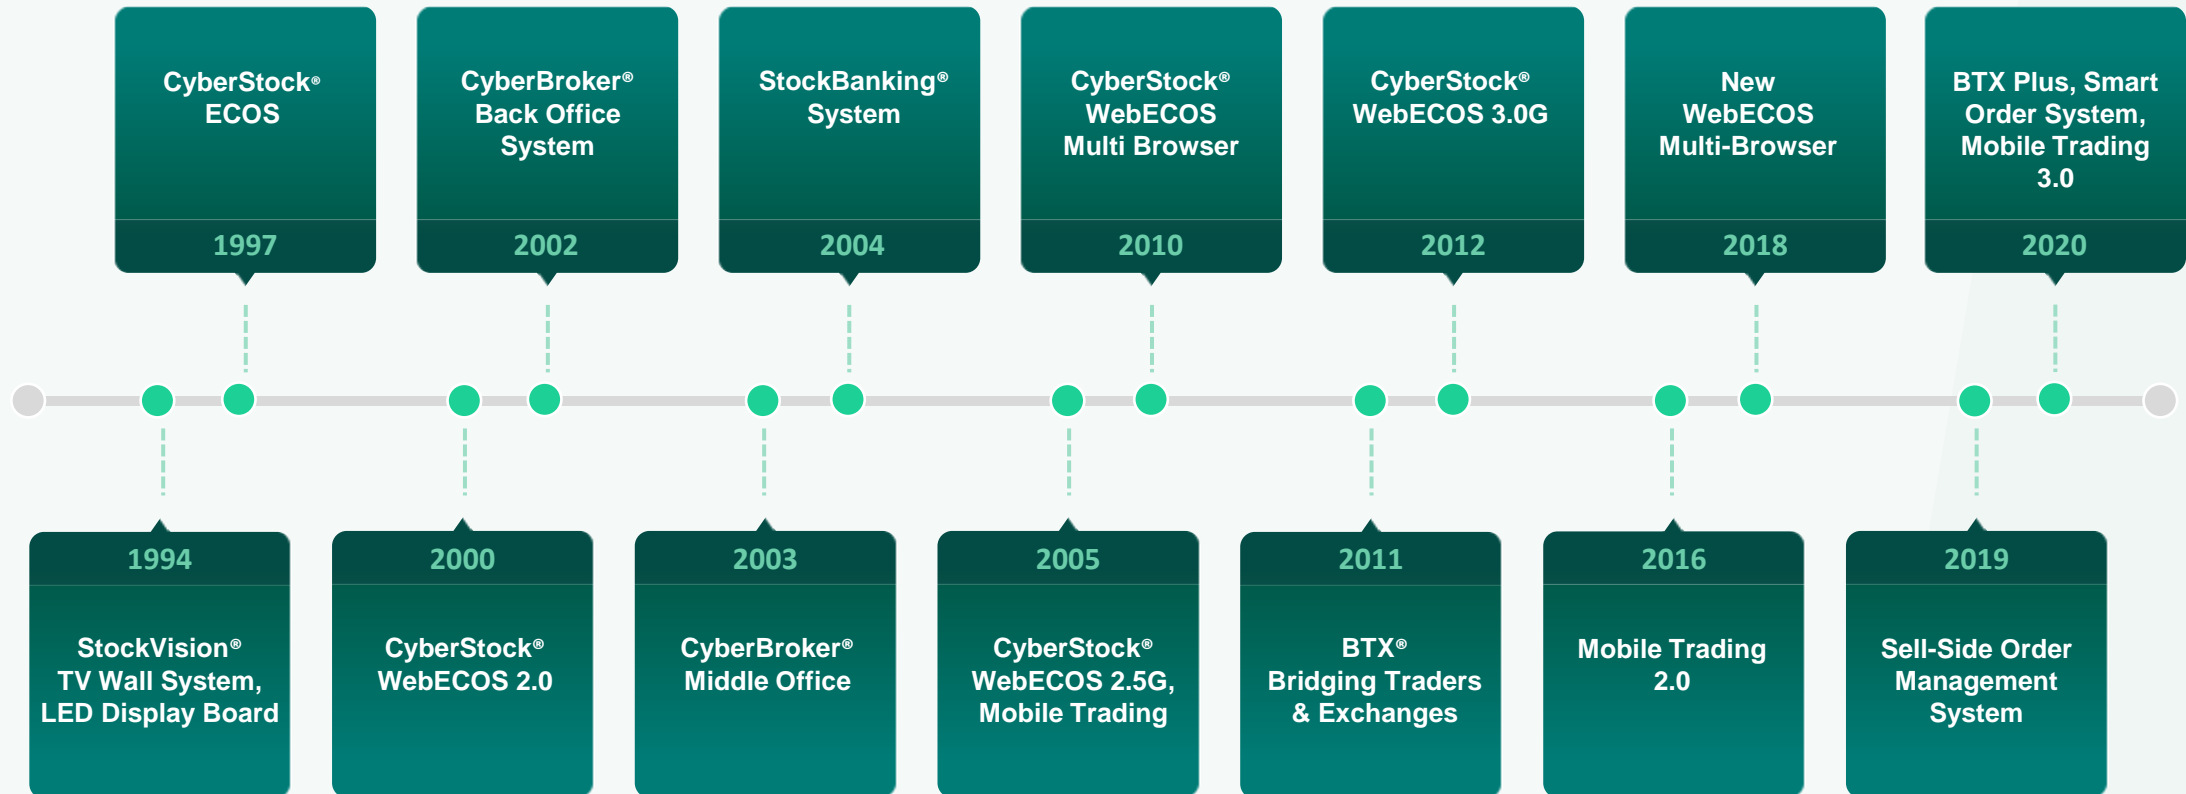 CyberStock®
ECOS
1997
CyberBroker®
Back Office
System
2002
StockBanking®
System
2004
CyberStock®
WebECOS
Multi Browser
2010
CyberStock®
WebECOS 3.0G
2012
New
WebECOS
Multi-Browser
2018
BTX Plus, Smart
Order System,
Mobile Trading
3.0
2020
1994
StockVision®
TV Wall System,
LED Display Board
2000
CyberStock®
WebECOS 2.0
2003
CyberBroker®
Middle Office
2005
CyberStock®
WebECOS 2.5G,
Mobile Trading
2011
BTX®
Bridging Traders
& Exchanges
2016
Mobile Trading
2.0
2019
Sell-Side Order
Management
System